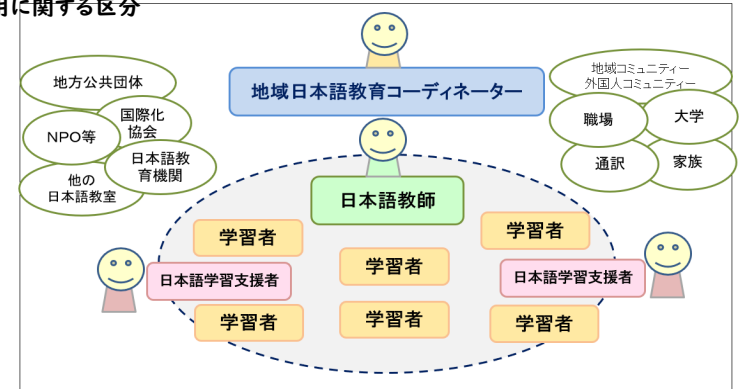 用に関する区分
地方公共団体
国際化
協会
NPO等
日本語教
育機関
他の
日本語教室
地域日本語教育コーディネーター
地域コミュニティー
外国人コミュニティー
職場
大学
通訳
家族
日本語教師
学習者
学習者
学習者
日本語学習支援者
日本語学習支援者
学習者
学習者
学習者